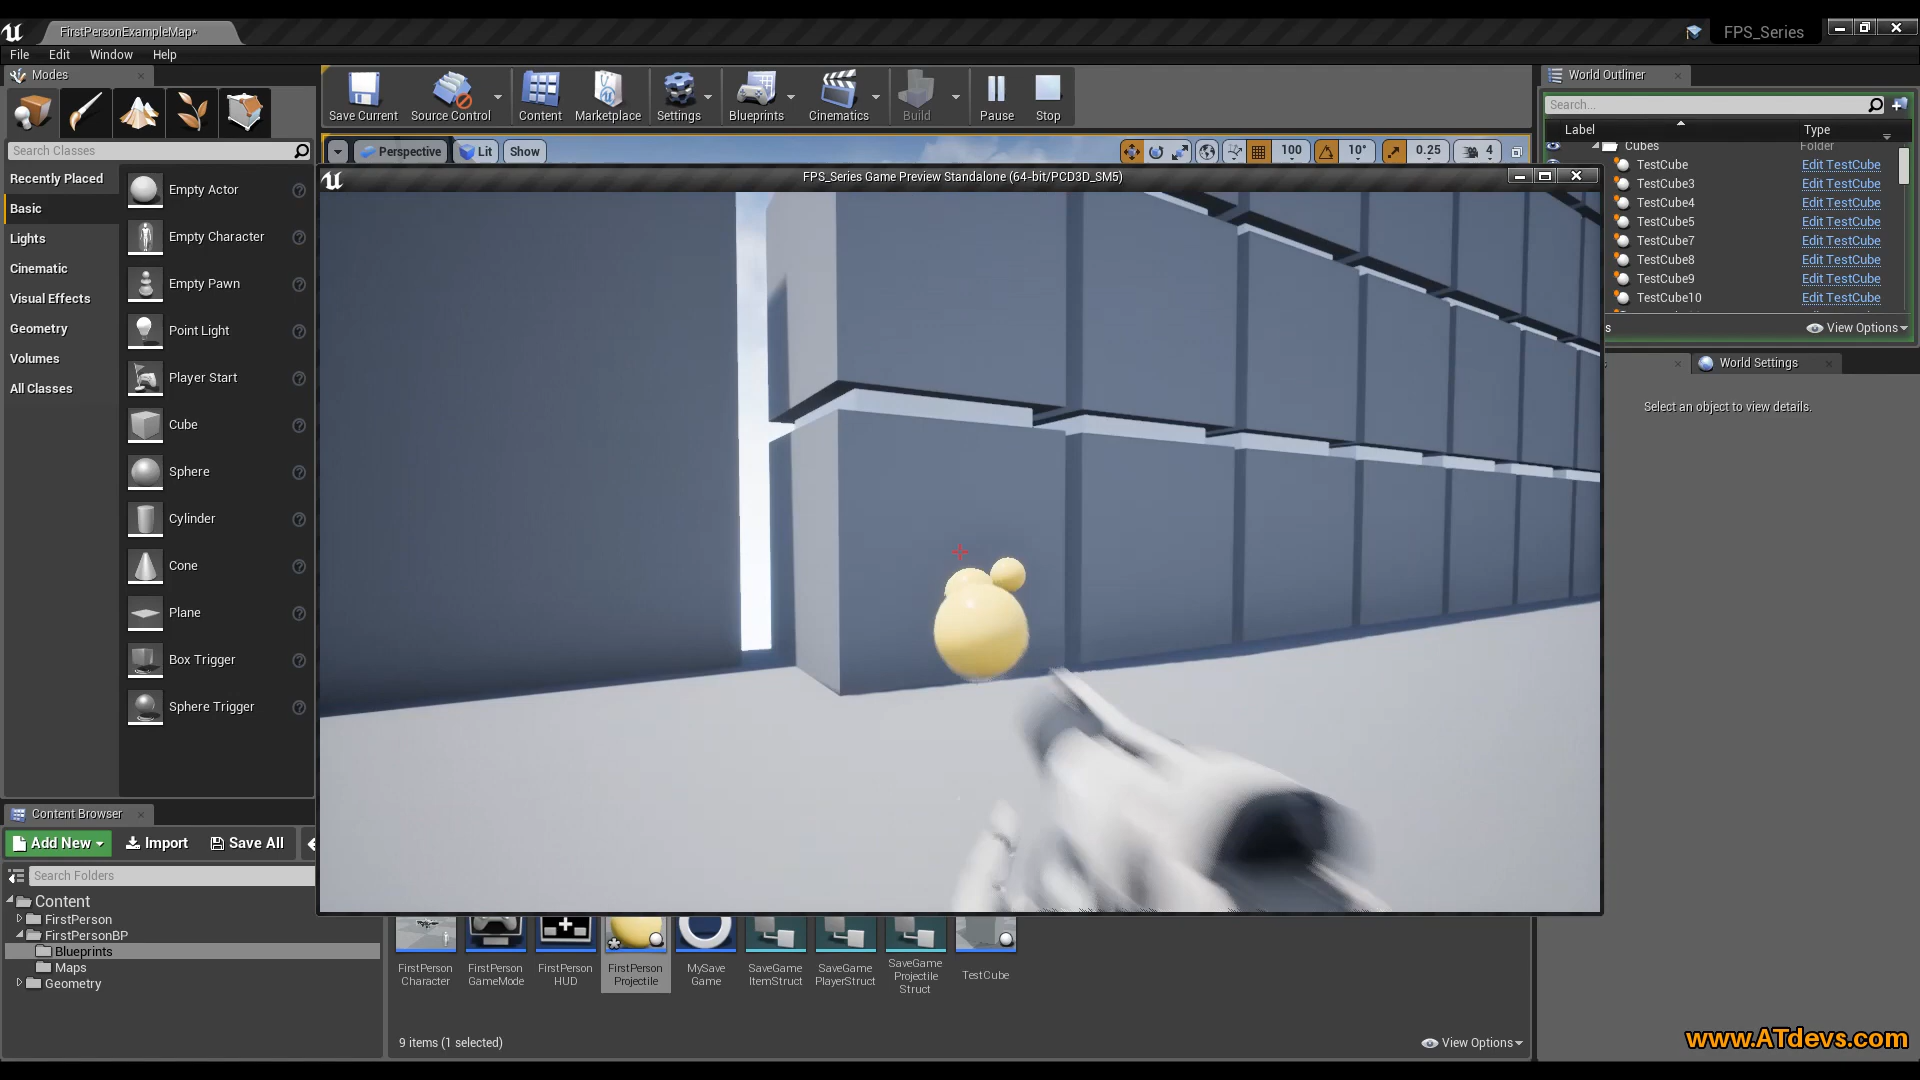 FirstPersonExampleMap*
FPS_Series
File Edit Window Help
Modes
World Outliner
Save Current Source Control Content Marketplace Settings Blueprints Cinematics Build Pause Stop
Search...
Label Type
Search Classes
Perspective Lit Show 100 10° 0.25 4
Cubes Folder
FPS_Series Game Preview Standalone (64-bit/PCD3D_SM5)
TestCube Edit TestCube
TestCube3 Edit TestCube
TestCube4 Edit TestCube
TestCube5 Edit TestCube
TestCube7 Edit TestCube
TestCube8 Edit TestCube
TestCube9 Edit TestCube
TestCube10 Edit TestCube
s View Options
World Settings
Select an object to view details.
Recently Placed
Basic
Lights
Cinematic
Visual Effects
Geometry
Volumes
All Classes
Empty Actor
Empty Character
Empty Pawn
Point Light
Player Start
Cube
Sphere
Cylinder
Cone
Plane
Box Trigger
Sphere Trigger
Content Browser
Add New Import Save All
Search Folders
Content
FirstPerson
FirstPersonBP
Blueprints
Maps
Geometry
FirstPerson
Character
FirstPerson
GameMode
FirstPerson
HUD
FirstPerson
Projectile
MySave
Game
SaveGame
ItemStruct
SaveGame
PlayerStruct
SaveGame
Projectile
Struct
TestCube
9 items (1 selected)
View Options
www.ATdevs.com